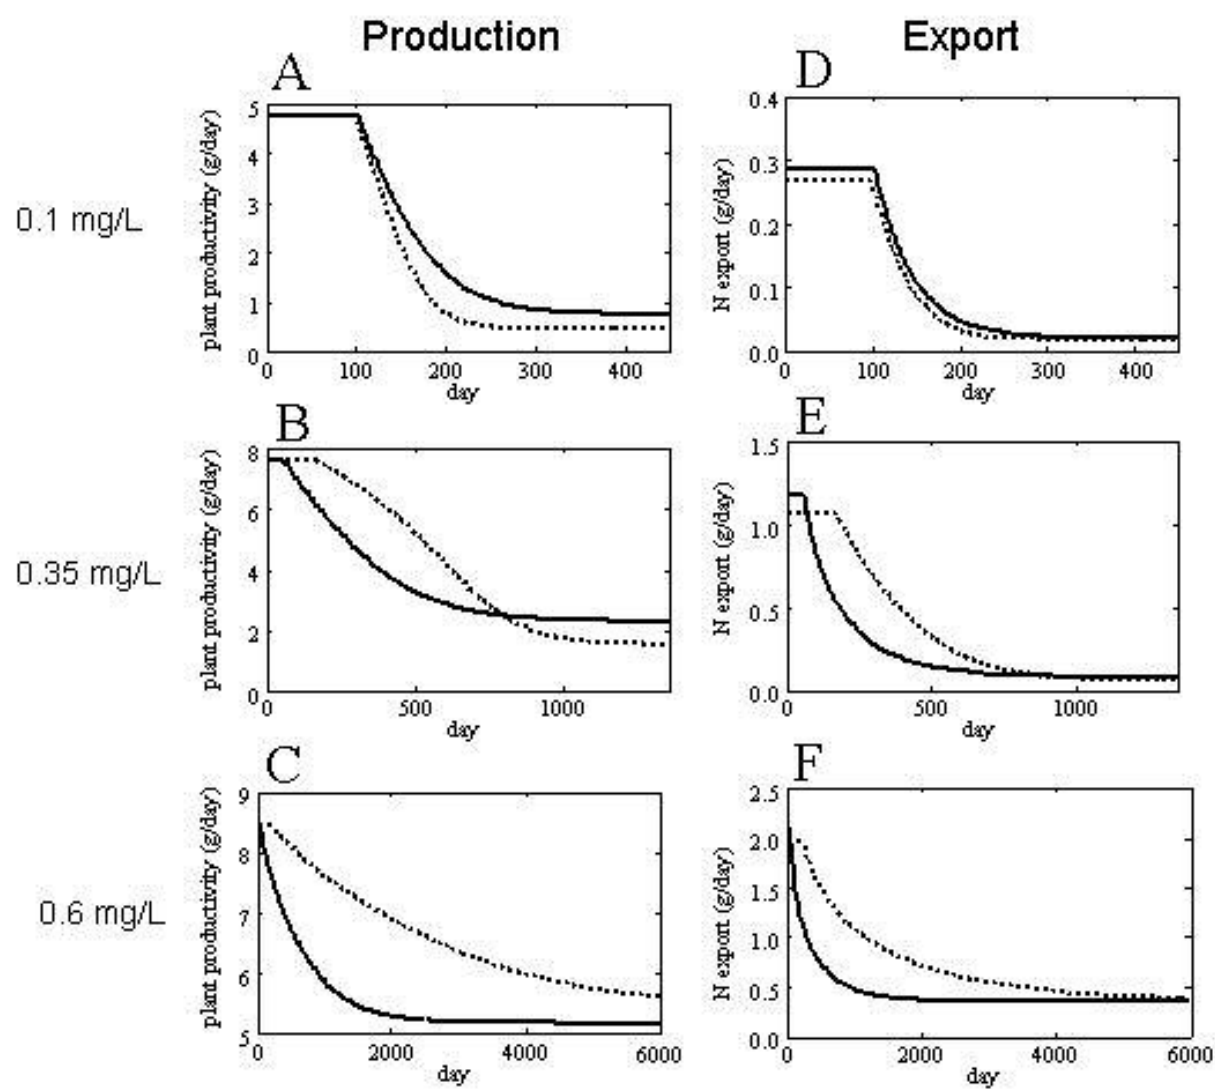 Production
Export
A
D
0.1 mg/L
plant productivity (g/day)
5
4
3
2
1
0
0 100 200 300 400
day
N export (g/day)
0.4
0.3
0.2
0.1
0.0
0 100 200 300 400
day
B
E
0.35 mg/L
plant productivity (g/day)
8
6
4
2
0
0 500 1000
day
N export (g/day)
1.5
1.0
0.5
0.0
0 500 1000
day
C
F
0.6 mg/L
plant productivity (g/day)
9
8
7
6
5
0 2000 4000 6000
day
N export (g/day)
2.5
2.0
1.5
1.0
0.5
0.0
0 2000 4000 6000
day